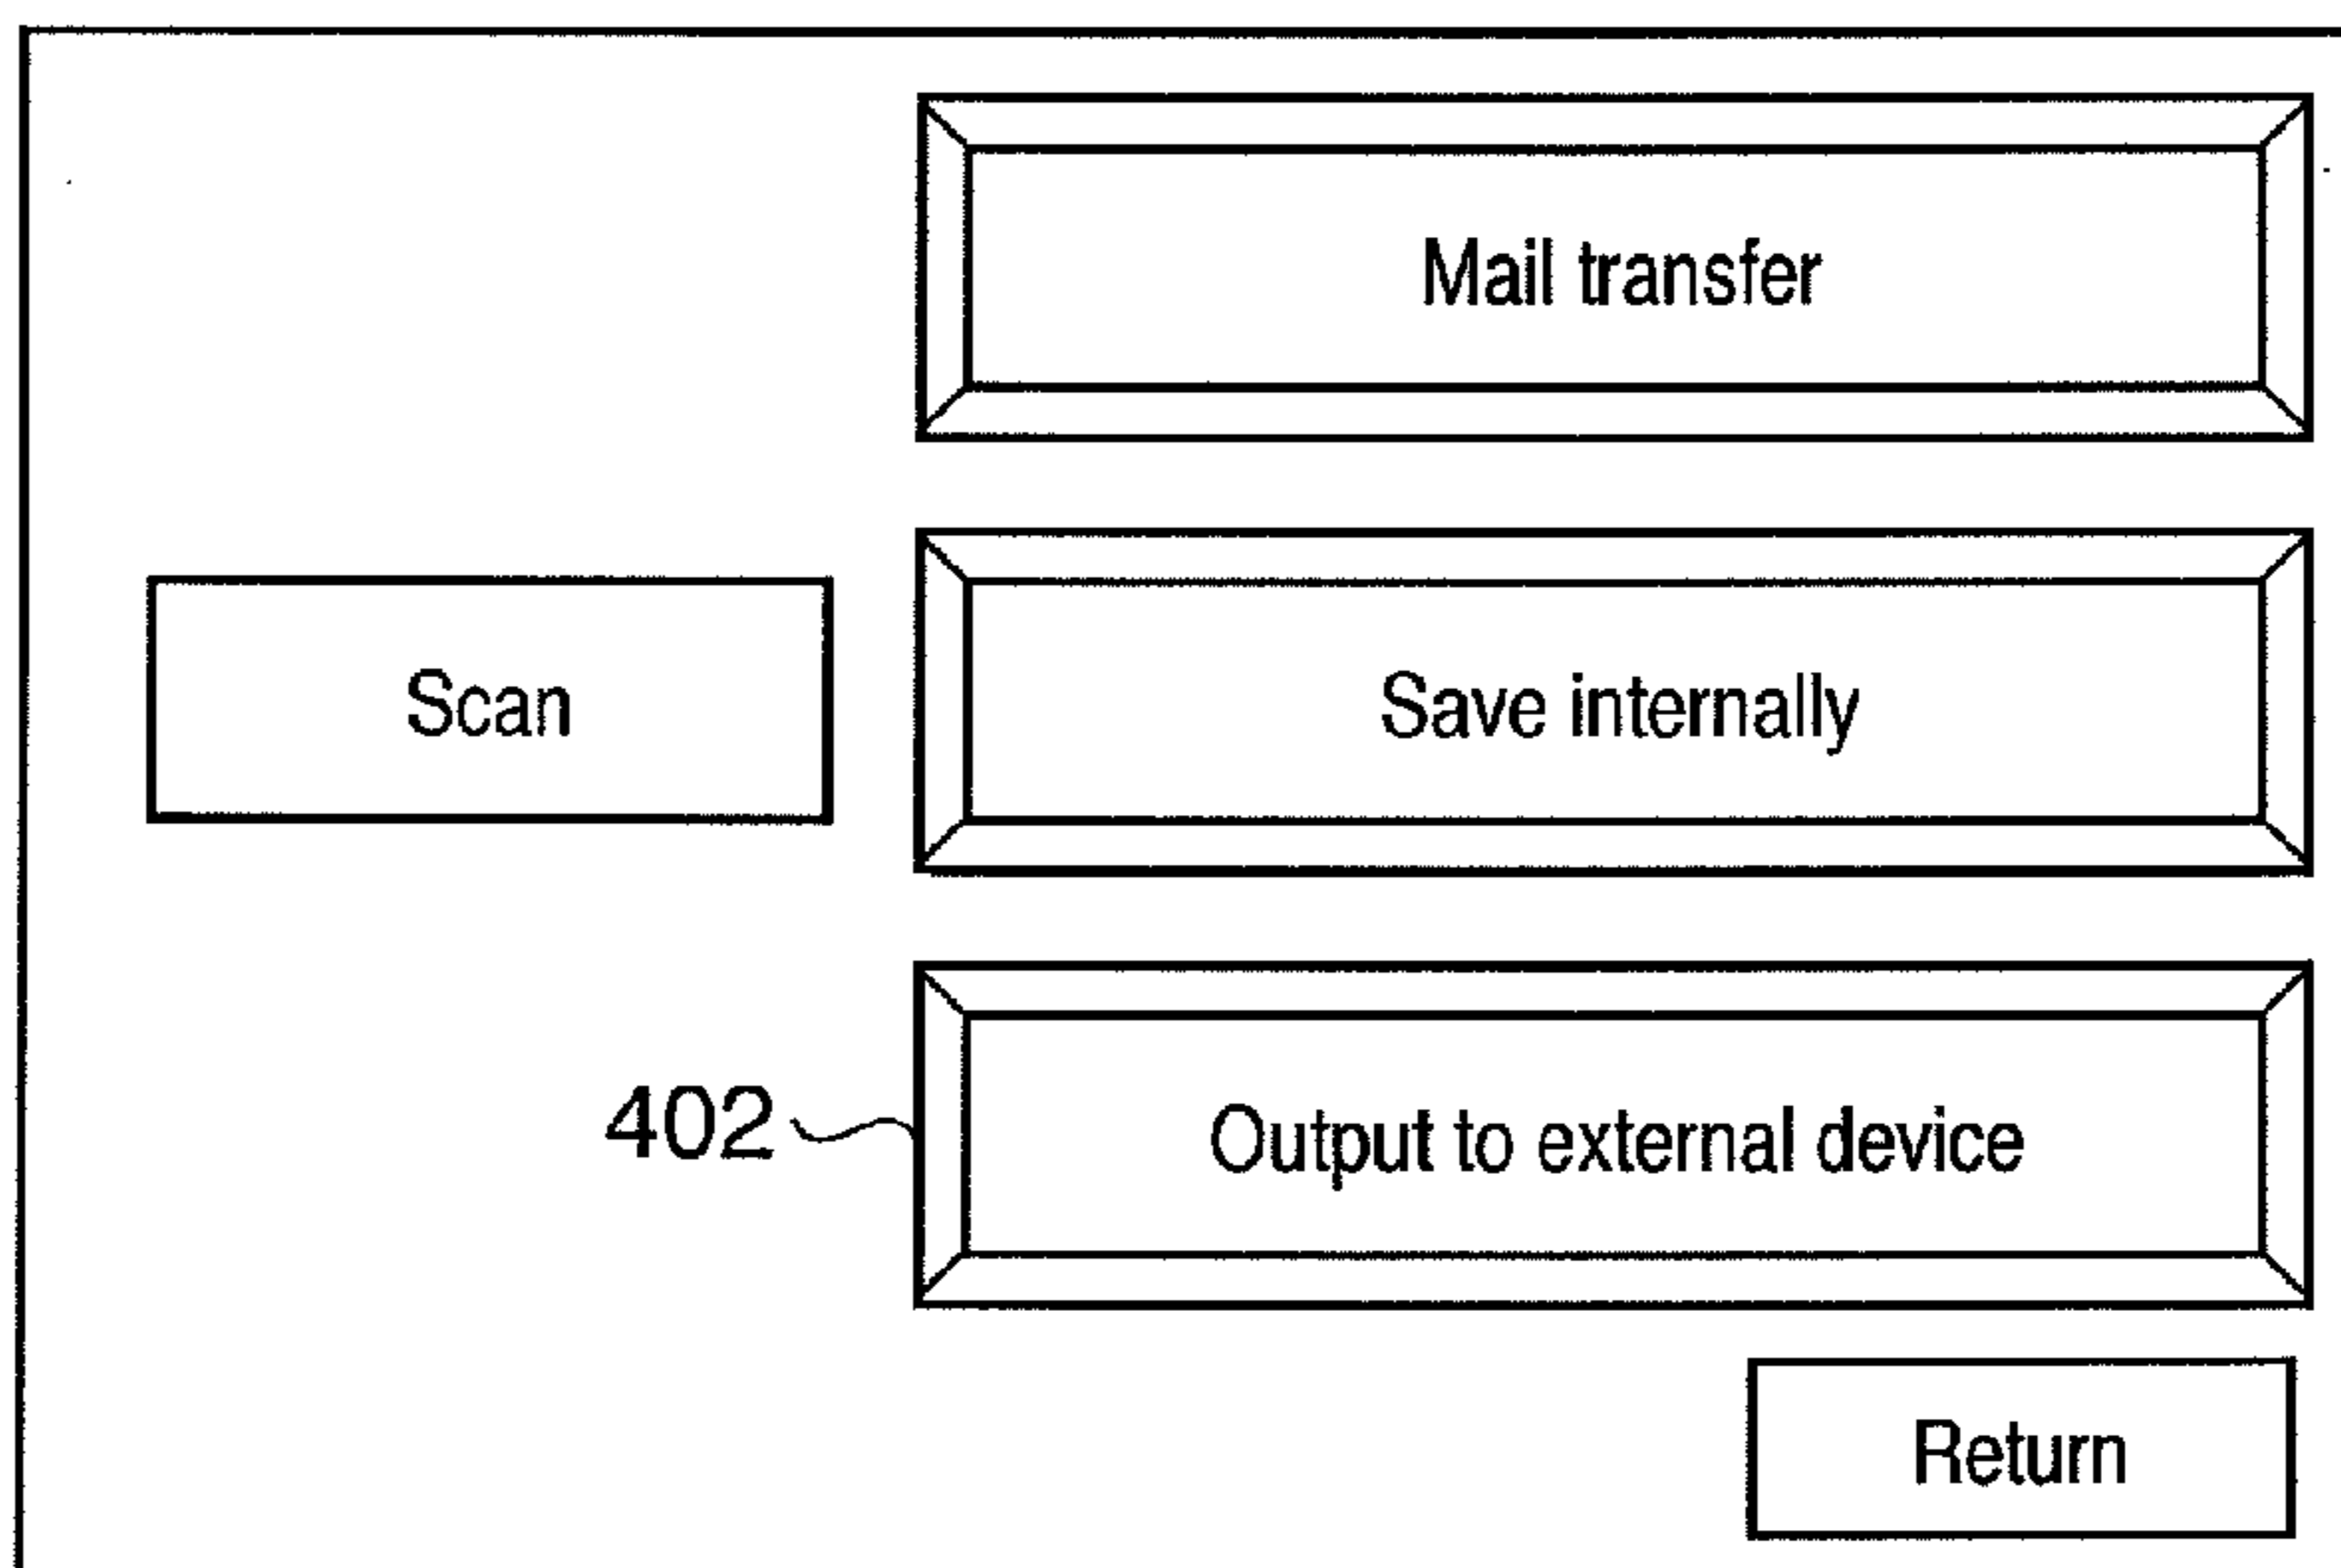 Mail transfer
Scan
Save internally
402
Output to external device
Return